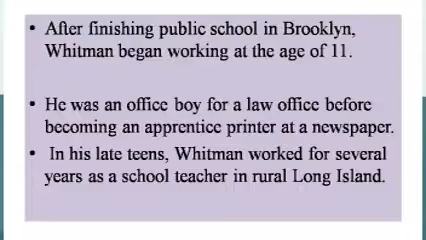 • After finishing public school in Brooklyn,
Whitman began working at the age of 11.
• He was an office boy for a law office before
becoming an apprentice printer at a newspaper.
• In his late teens, Whitman worked for several
years as a school teacher in rural Long Island.